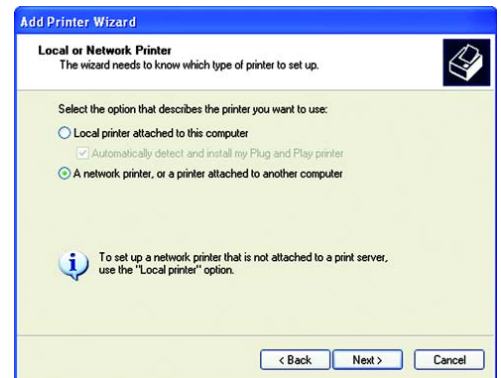 Add Printer Wizard
Local or Network Printer
The wizard needs to know which type of printer to set up.
Select the option that describes the printer you want to use:
Local printer attached to this computer
Automatically detect and install my Plug and Play printer
A network printer, or a printer attached to another computer
To set up a network printer that is not attached to a print server,
use the "Local printer" option.
< Back
Next >
Cancel